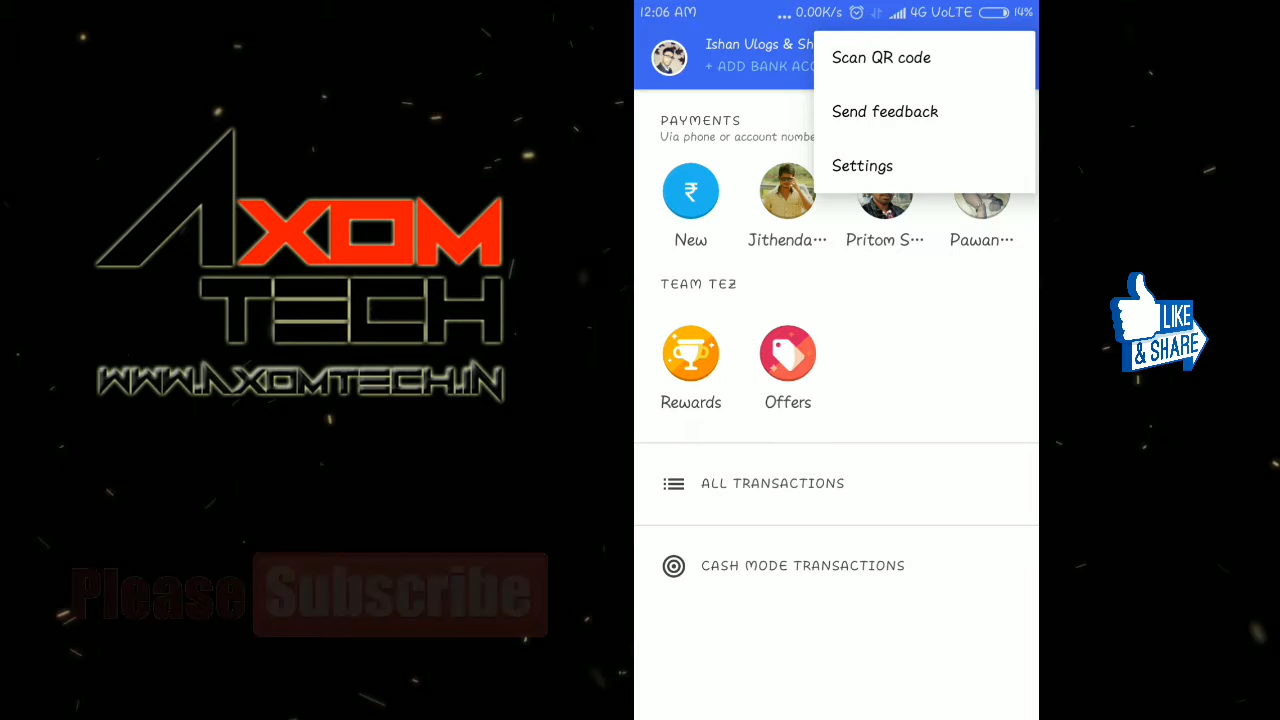 AXOM
TECH
WWW.AXOMTECH.IN
Please Subscribe
12:06 AM ... 0.00K/s 4G VoLTE 14%
Ishan Vlogs & Sh
+ ADD BANK ACC
Scan QR code
Send feedback
Settings
PAYMENTS
Via phone or account numbe
₹
New Jithenda··· Pritom S··· Pawan···
TEAM TEZ
Rewards Offers
ALL TRANSACTIONS
CASH MODE TRANSACTIONS
LIKE
& SHARE